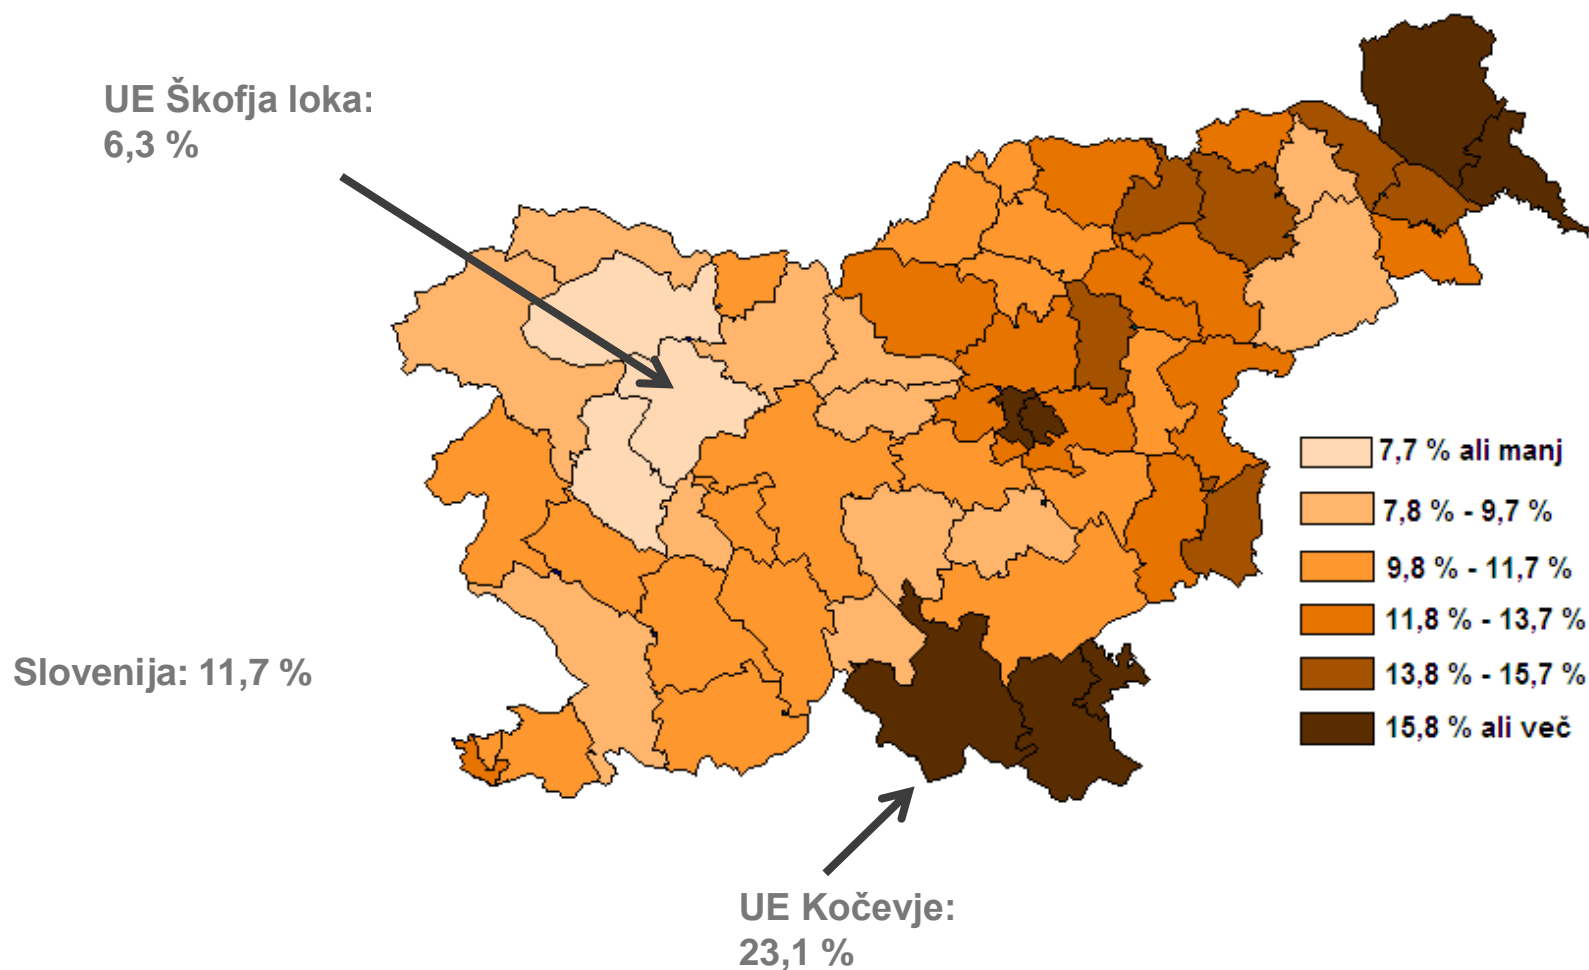 UE Škofja loka:
6,3 %
7,7 % ali manj
7,8 % - 9,7 %
9,8 % - 11,7 %
11,8 % - 13,7 %
13,8 % - 15,7 %
15,8 % ali več
Slovenija: 11,7 %
UE Kočevje:
23,1 %